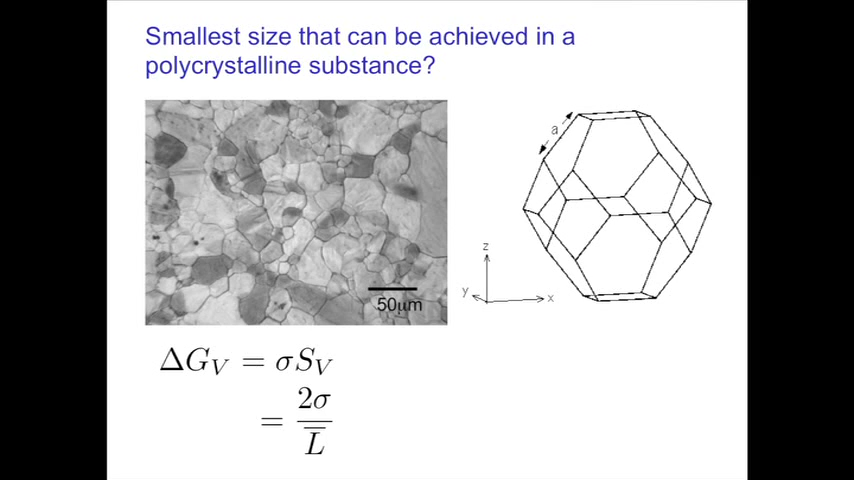 Smallest size that can be achieved in a
polycrystalline substance?
a
50μm
z
y
x
ΔG_V = σS_V
= 2σ / L̅